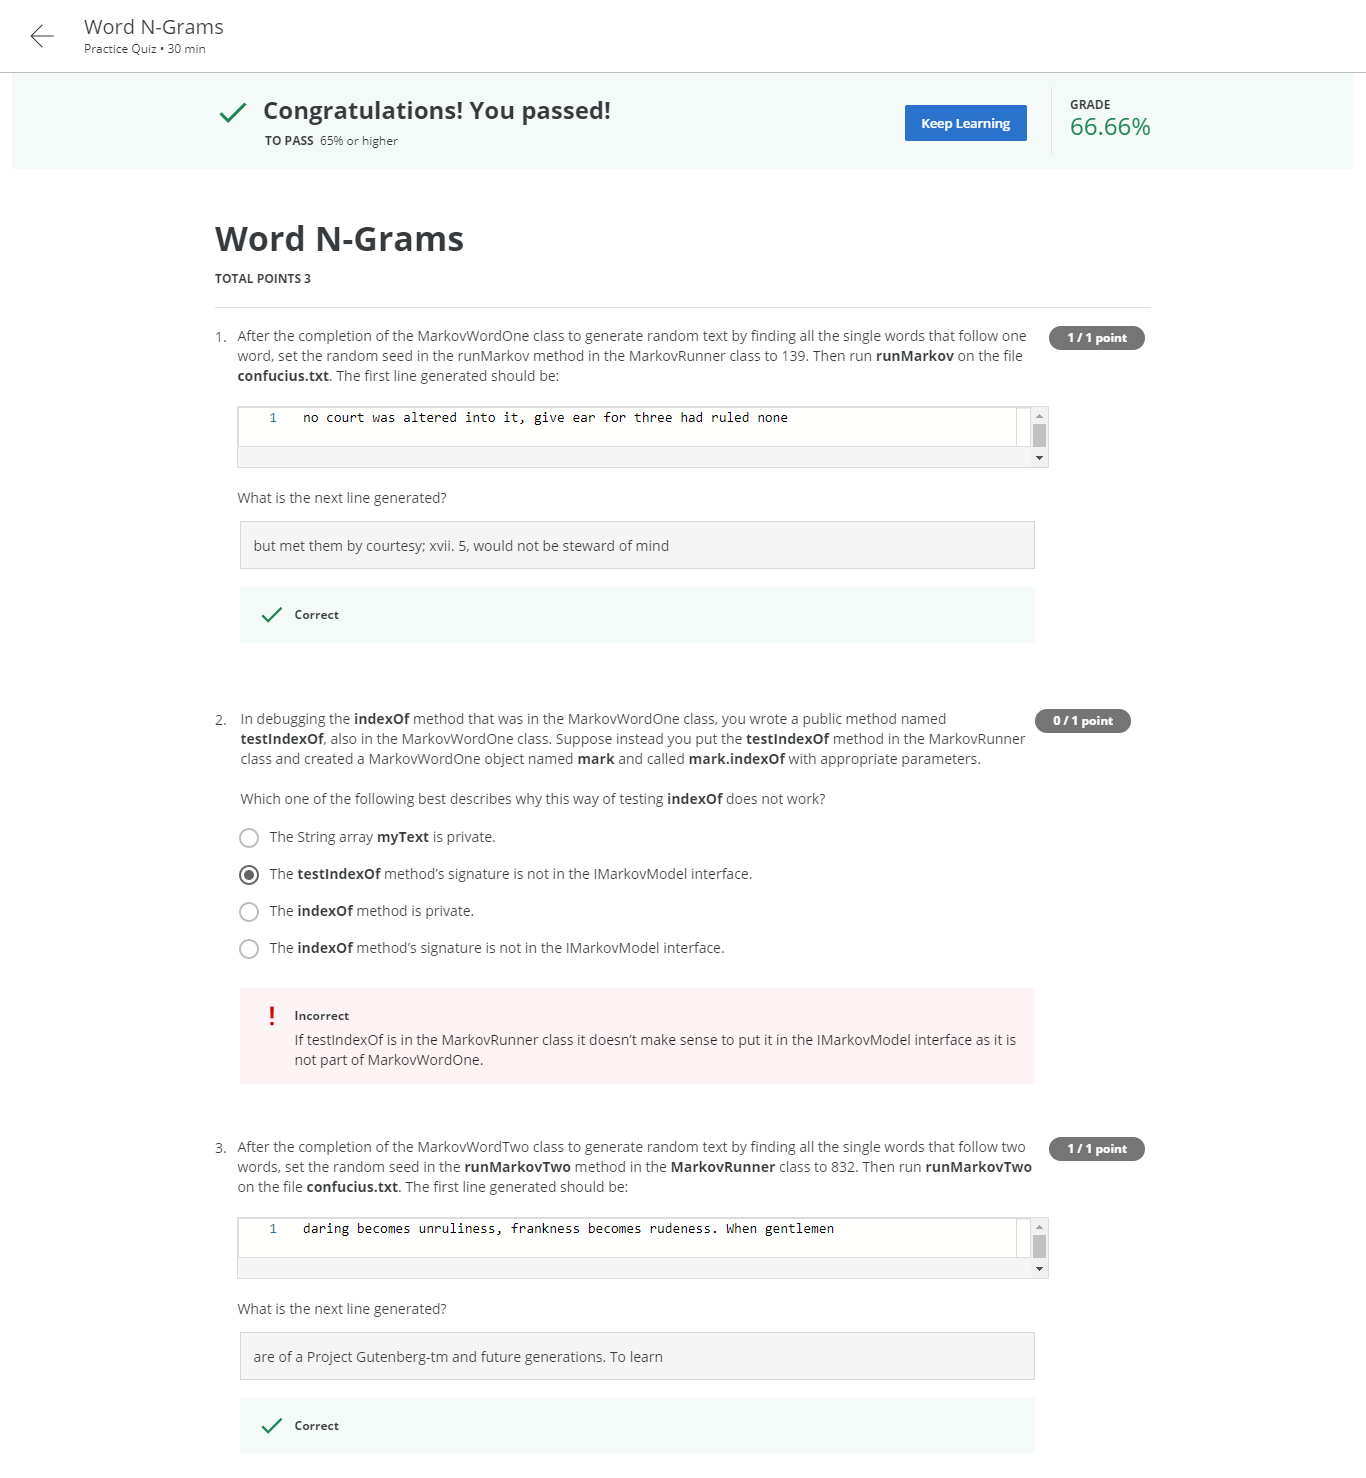 Word N-Grams
Practice Quiz • 30 min
Congratulations! You passed!
TO PASS 65% or higher
Keep Learning
GRADE
66.66%
Word N-Grams
TOTAL POINTS 3
1. After the completion of the MarkovWordOne class to generate random text by finding all the single words that follow one
word, set the random seed in the runMarkov method in the MarkovRunner class to 139. Then run runMarkov on the file
confucius.txt. The first line generated should be:
1 / 1 point
1 no court was altered into it, give ear for three had ruled none
What is the next line generated?
but met them by courtesy; xvii. 5, would not be steward of mind
Correct
2. In debugging the indexOf method that was in the MarkovWordOne class, you wrote a public method named
testIndexOf, also in the MarkovWordOne class. Suppose instead you put the testIndexOf method in the MarkovRunner
class and created a MarkovWordOne object named mark and called mark.indexOf with appropriate parameters.
0 / 1 point
Which one of the following best describes why this way of testing indexOf does not work?
The String array myText is private.
The testIndexOf method's signature is not in the IMarkovModel interface.
The indexOf method is private.
The indexOf method's signature is not in the IMarkovModel interface.
! Incorrect
If testIndexOf is in the MarkovRunner class it doesn't make sense to put it in the IMarkovModel interface as it is
not part of MarkovWordOne.
3. After the completion of the MarkovWordTwo class to generate random text by finding all the single words that follow two
words, set the random seed in the runMarkovTwo method in the MarkovRunner class to 832. Then run runMarkovTwo
on the file confucius.txt. The first line generated should be:
1 / 1 point
1 daring becomes unruliness, frankness becomes rudeness. When gentlemen
What is the next line generated?
are of a Project Gutenberg-tm and future generations. To learn
Correct